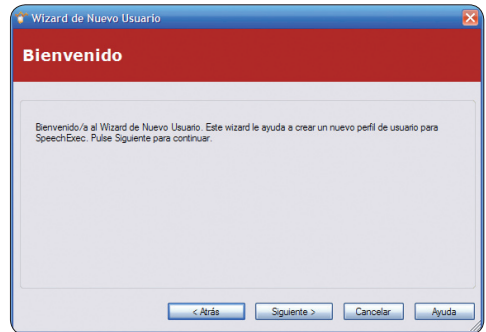 Wizard de Nuevo Usuario
Bienvenido
Bienvenido/a al Wizard de Nuevo Usuario. Este wizard le ayuda a crear un nuevo perfil de usuario para
SpeechExec. Pulse Siguiente para continuar.
< Atrás Siguiente > Cancelar Ayuda